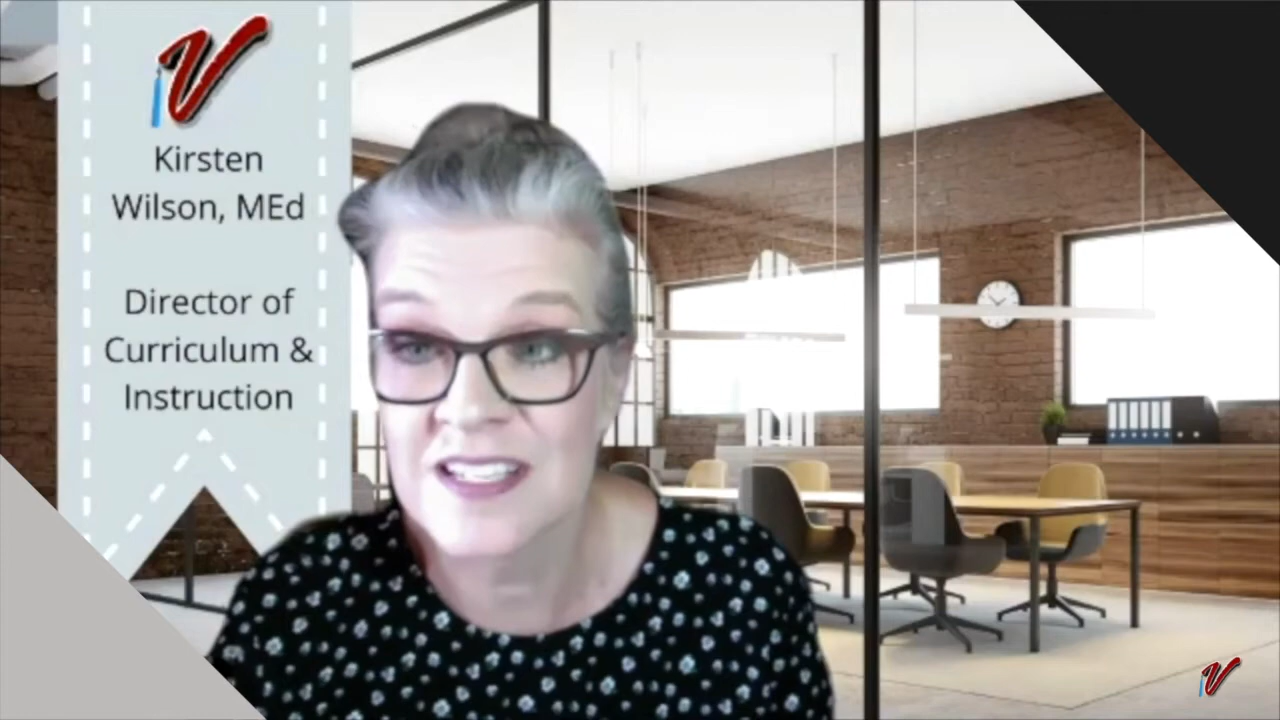 V
Kirsten
Wilson, MEd
Director of
Curriculum &
Instruction
V